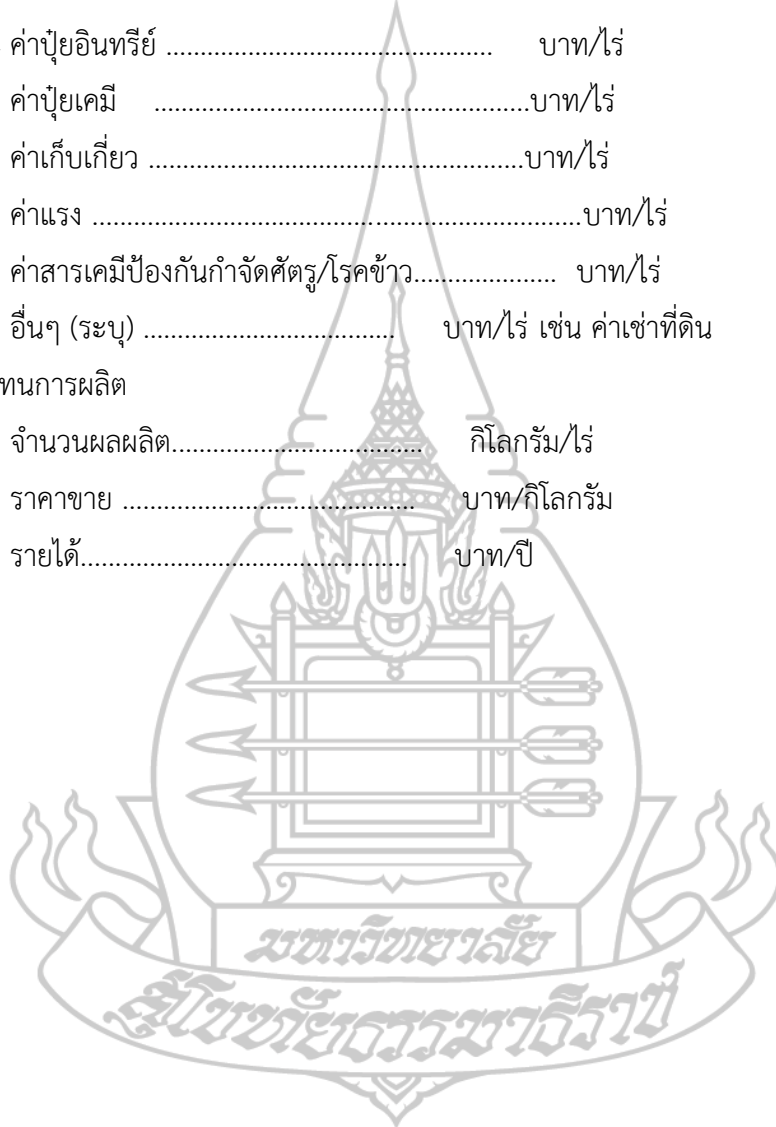 ค่าปุ๋ยอินทรีย์ ................................................ บาท/ไร่
ค่าปุ๋ยเคมี .......................................................บาท/ไร่
ค่าเก็บเกี่ยว .......................................................บาท/ไร่
ค่าแรง ........................................................................บาท/ไร่
ค่าสารเคมีป้องกันกำจัดศัตรู/โรคข้าว..................... บาท/ไร่
อื่นๆ (ระบุ) ..................................... บาท/ไร่ เช่น ค่าเช่าที่ดิน
ทนการผลิต
จำนวนผลผลิต..................................... กิโลกรัม/ไร่
ราคาขาย ........................................... บาท/กิโลกรัม
รายได้................................................ บาท/ปี
มหาวิทยาลัย
สุโขทัยธรรมาธิราช